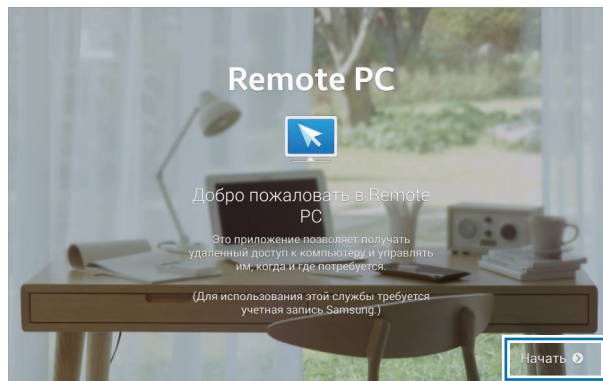 Remote PC
Добро пожаловать в Remote
PC
Это приложение позволяет получать
удаленный доступ к компьютеру и управлять
им, когда и где потребуется.
(Для использования этой службы требуется
учетная запись Samsung.)
Начать